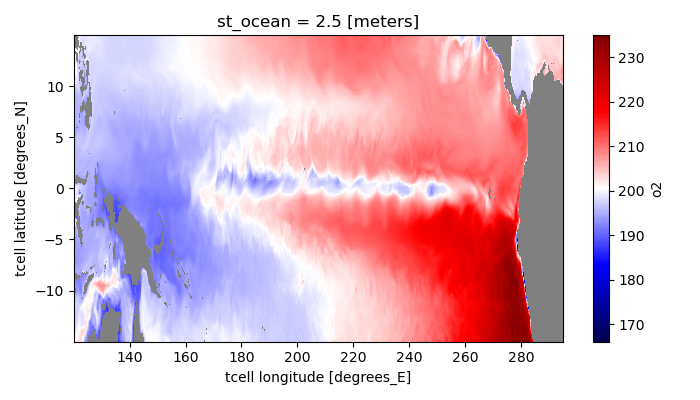 st_ocean = 2.5 [meters]
tcell latitude [degrees_N]
10
5
0
−5
−10
140 160 180 200 220 240 260 280
tcell longitude [degrees_E]
230
220
210
200
190
180
170
o2